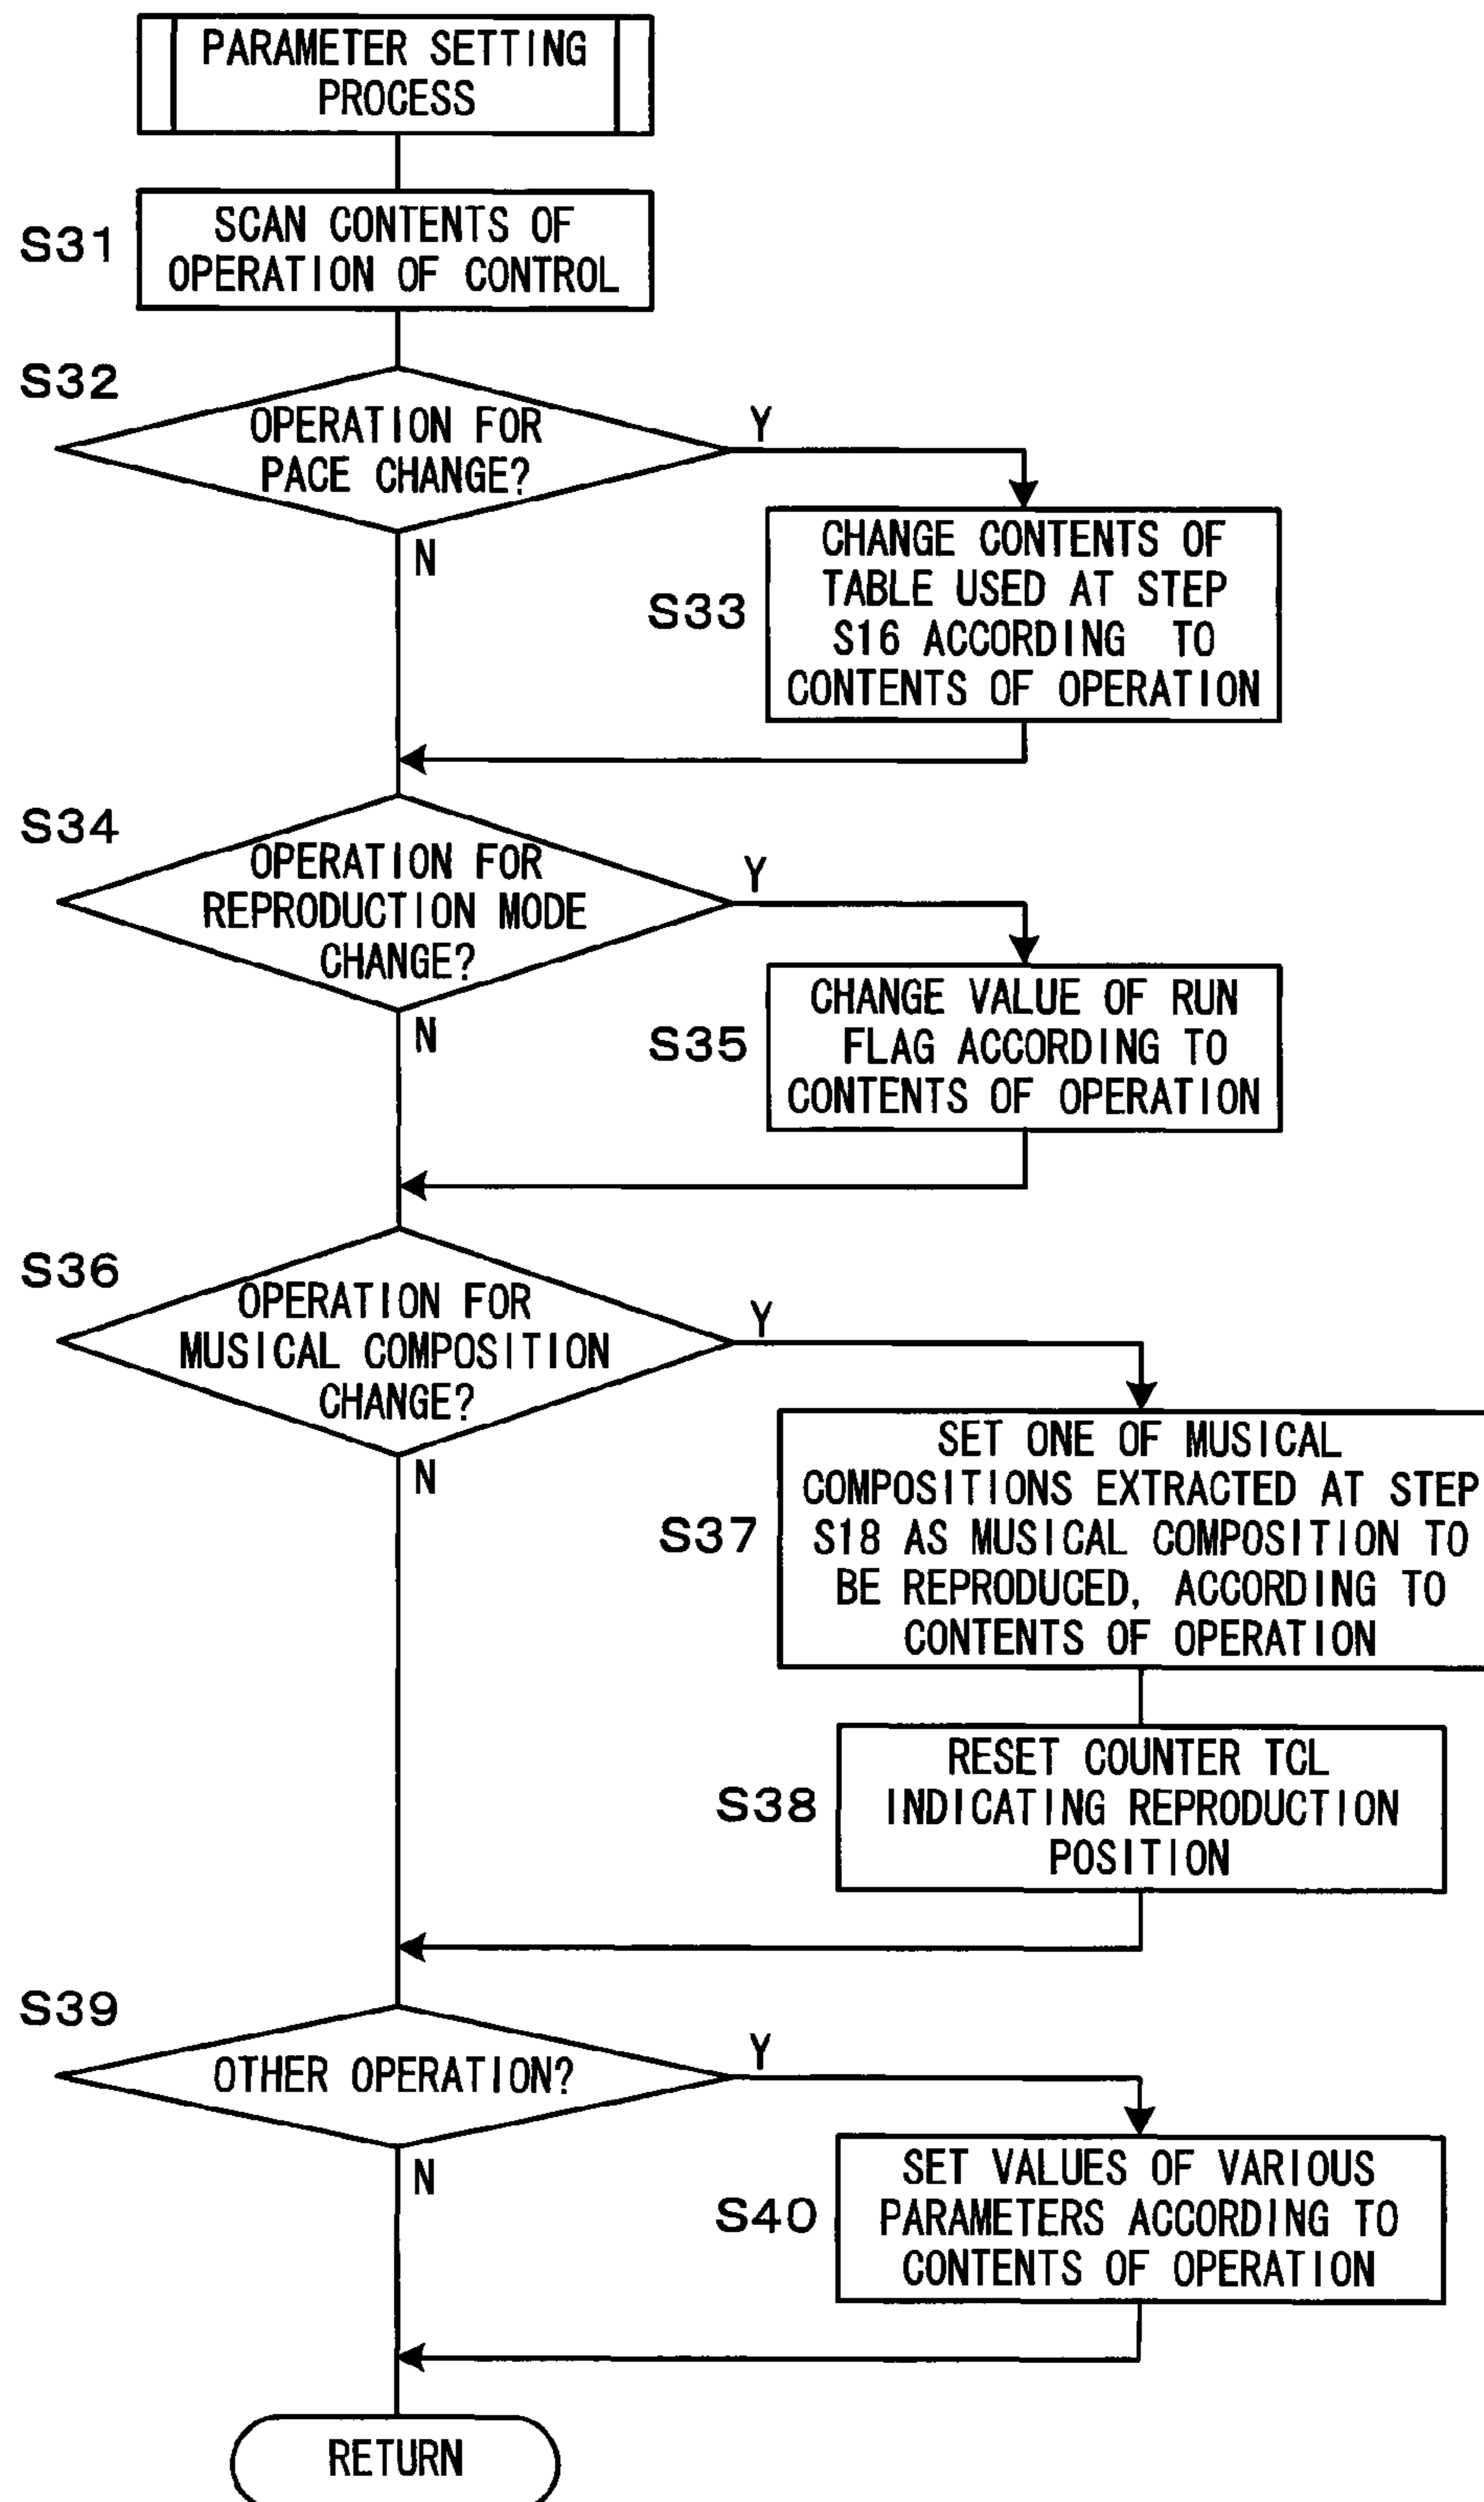 PARAMETER SETTING
PROCESS
S31
SCAN CONTENTS OF
OPERATION OF CONTROL
S32
OPERATION FOR
PACE CHANGE?
Y
N
S33
CHANGE CONTENTS OF
TABLE USED AT STEP
S16 ACCORDING TO
CONTENTS OF OPERATION
S34
OPERATION FOR
REPRODUCTION MODE
CHANGE?
Y
N
S35
CHANGE VALUE OF RUN
FLAG ACCORDING TO
CONTENTS OF OPERATION
S36
OPERATION FOR
MUSICAL COMPOSITION
CHANGE?
Y
N
S37
SET ONE OF MUSICAL
COMPOSITIONS EXTRACTED AT STEP
S18 AS MUSICAL COMPOSITION TO
BE REPRODUCED, ACCORDING TO
CONTENTS OF OPERATION
S38
RESET COUNTER TCL
INDICATING REPRODUCTION
POSITION
S39
OTHER OPERATION?
Y
N
S40
SET VALUES OF VARIOUS
PARAMETERS ACCORDING TO
CONTENTS OF OPERATION
RETURN